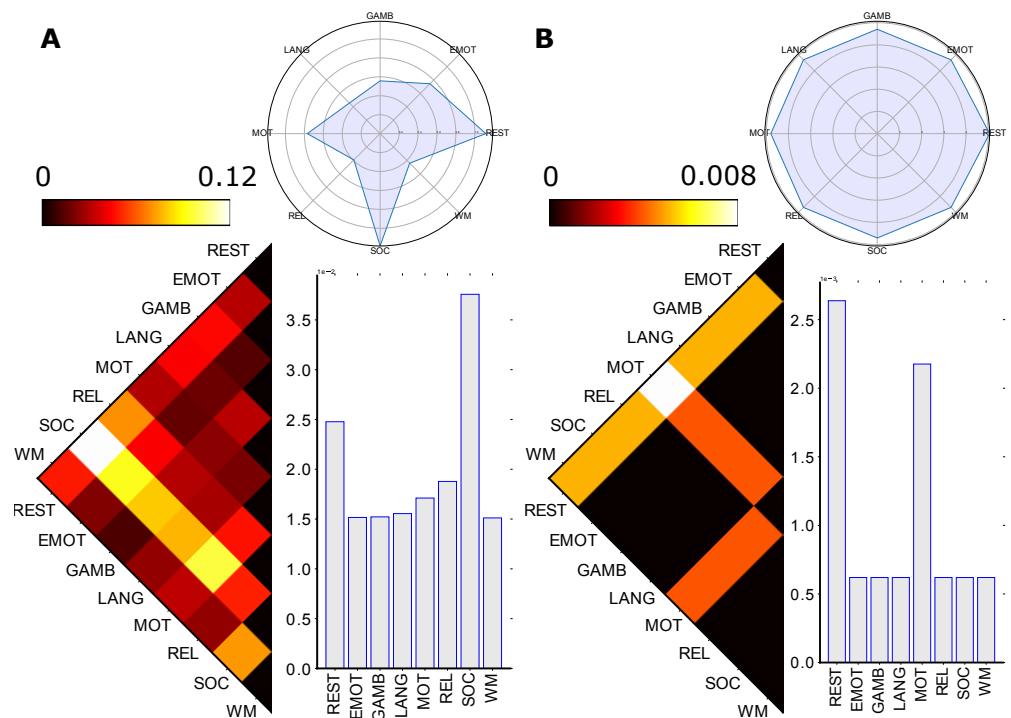 A
GAMB
LANG
EMOT
MOT
REST
REL
WM
SOC
0
0.12
REST
EMOT
GAMB
LANG
MOT
REL
SOC
WM
REST
EMOT
GAMB
LANG
MOT
REL
SOC
WM
1e−2
3.5
3.0
2.5
2.0
1.5
1.0
0.5
0.0
REST
EMOT
GAMB
LANG
MOT
REL
SOC
WM
B
GAMB
LANG
EMOT
MOT
REST
REL
WM
SOC
0
0.008
REST
EMOT
GAMB
LANG
MOT
REL
SOC
WM
REST
EMOT
GAMB
LANG
MOT
REL
SOC
WM
1e−3
2.5
2.0
1.5
1.0
0.5
0.0
REST
EMOT
GAMB
LANG
MOT
REL
SOC
WM